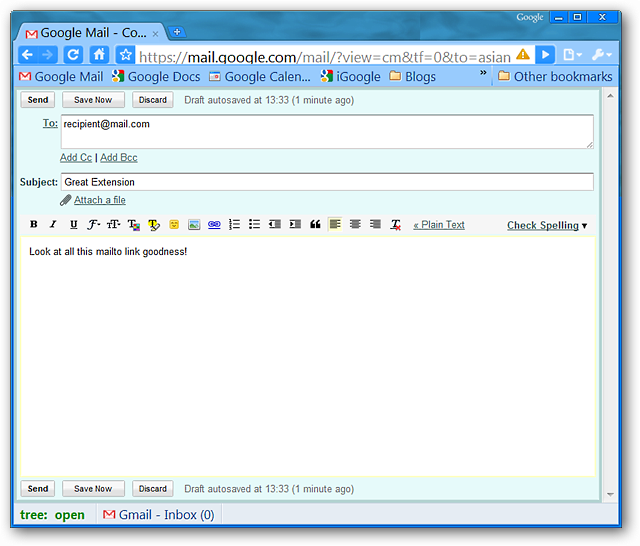 Google
Google Mail - Co...
https://mail.google.com/mail/?view=cm&tf=0&to=asian
Google Mail Google Docs Google Calen... iGoogle Blogs » Other bookmarks
Send Save Now Discard Draft autosaved at 13:33 (1 minute ago)
To: recipient@mail.com
Add Cc | Add Bcc
Subject: Great Extension
Attach a file
B I U F T T T T « Plain Text Check Spelling ▼
Look at all this mailto link goodness!
Send Save Now Discard Draft autosaved at 13:33 (1 minute ago)
tree: open Gmail - Inbox (0)